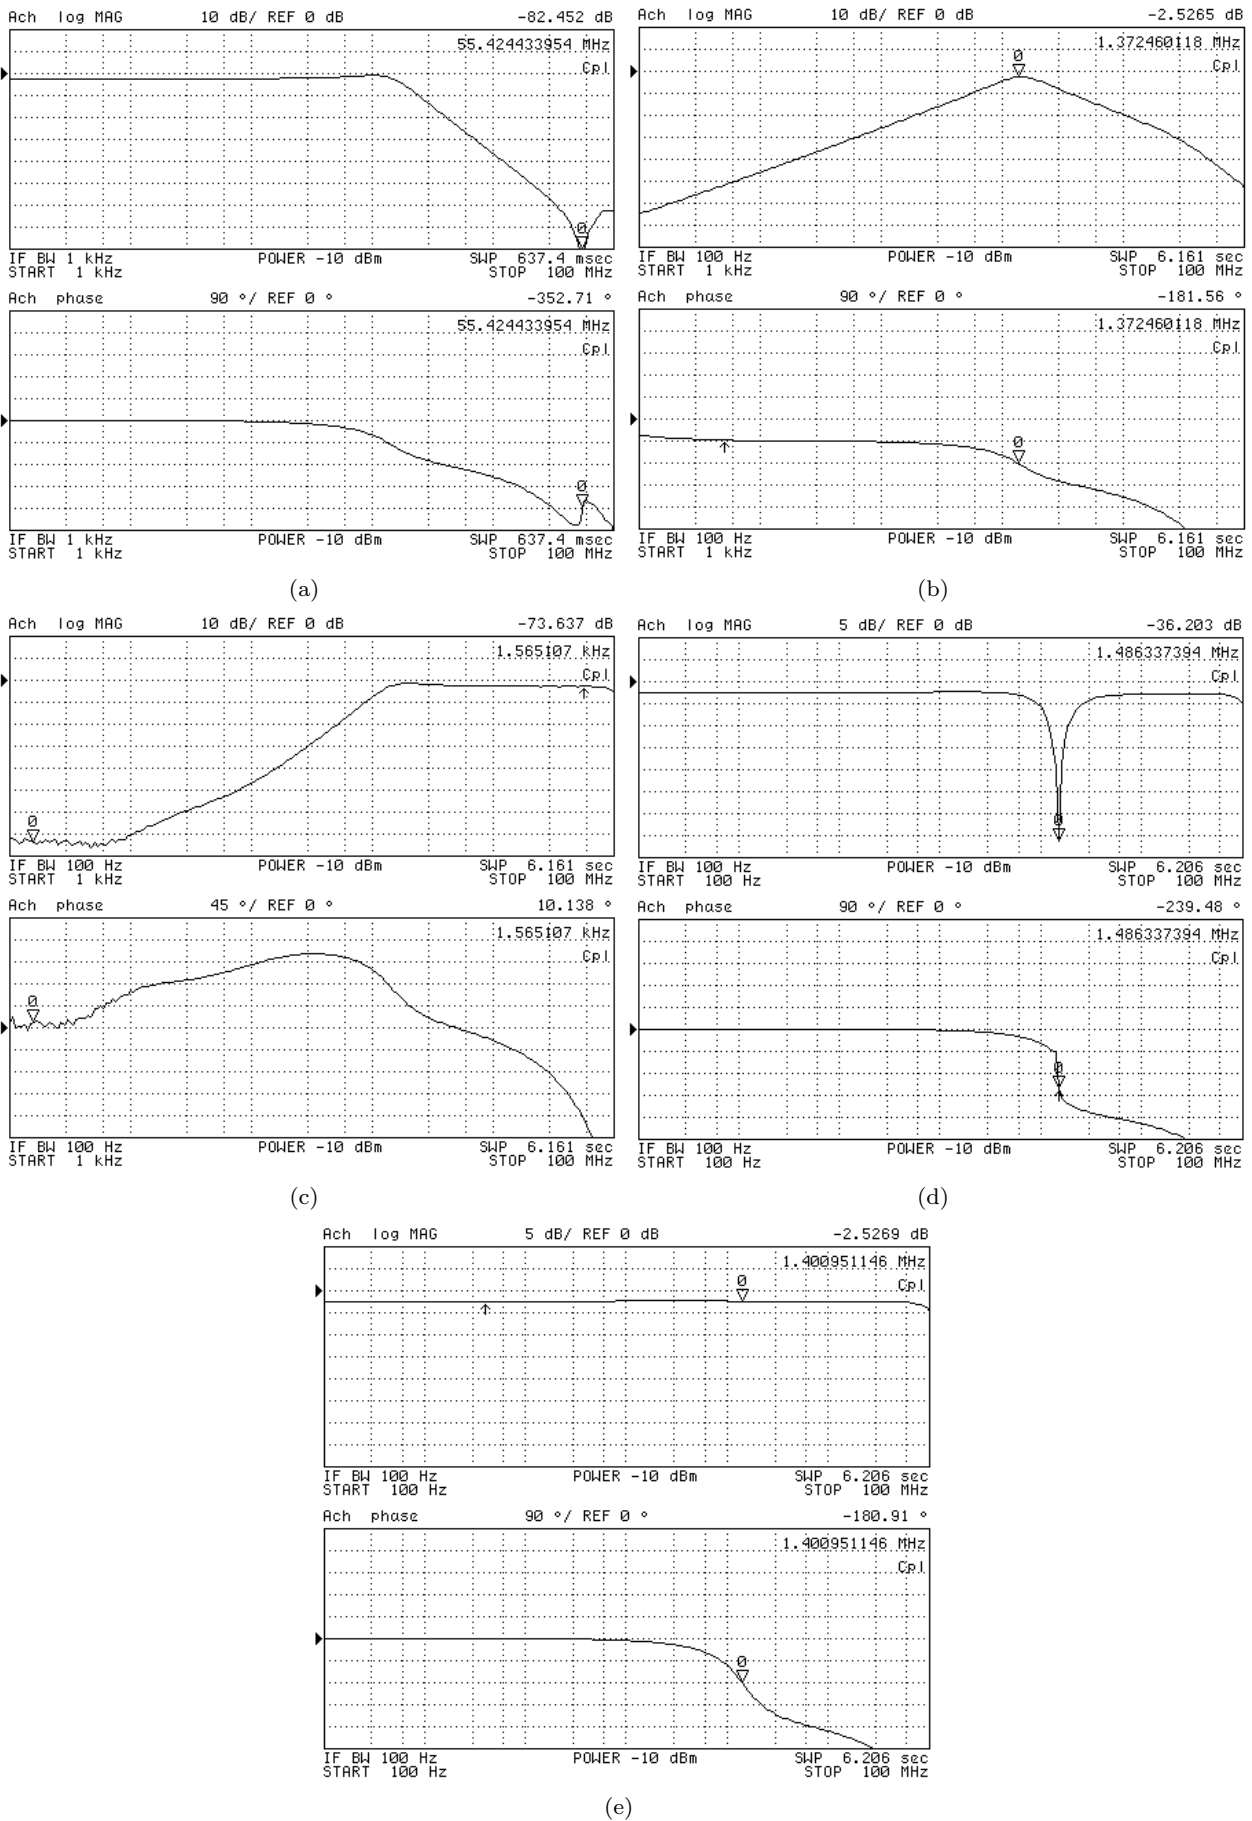 Ach log MAG 10 dB/ REF 0 dB -82.452 dB
55.424433954 MHz
Cpl
0
IF BW 1 kHz POWER -10 dBm SWP 637.4 msec
START 1 kHz STOP 100 MHz
Ach phase 90 °/ REF 0 ° -352.71 °
55.424433954 MHz
Cpl
0
IF BW 1 kHz POWER -10 dBm SWP 637.4 msec
START 1 kHz STOP 100 MHz
(a)
Ach log MAG 10 dB/ REF 0 dB -2.5265 dB
1.372460118 MHz
Cpl
0
IF BW 100 Hz POWER -10 dBm SWP 6.161 sec
START 1 kHz STOP 100 MHz
Ach phase 90 °/ REF 0 ° -181.56 °
1.372460118 MHz
Cpl
0
IF BW 100 Hz POWER -10 dBm SWP 6.161 sec
START 1 kHz STOP 100 MHz
(b)
Ach log MAG 10 dB/ REF 0 dB -73.637 dB
1.565107 kHz
Cpl
0
IF BW 100 Hz POWER -10 dBm SWP 6.161 sec
START 1 kHz STOP 100 MHz
Ach phase 45 °/ REF 0 ° 10.138 °
1.565107 kHz
Cpl
0
IF BW 100 Hz POWER -10 dBm SWP 6.161 sec
START 1 kHz STOP 100 MHz
(c)
Ach log MAG 5 dB/ REF 0 dB -36.203 dB
1.486337394 MHz
Cpl
0
IF BW 100 Hz POWER -10 dBm SWP 6.206 sec
START 100 Hz STOP 100 MHz
Ach phase 90 °/ REF 0 ° -239.48 °
1.486337394 MHz
Cpl
0
IF BW 100 Hz POWER -10 dBm SWP 6.206 sec
START 100 Hz STOP 100 MHz
(d)
Ach log MAG 5 dB/ REF 0 dB -2.5269 dB
1.400951146 MHz
Cpl
0
IF BW 100 Hz POWER -10 dBm SWP 6.206 sec
START 100 Hz STOP 100 MHz
Ach phase 90 °/ REF 0 ° -180.91 °
1.400951146 MHz
Cpl
0
IF BW 100 Hz POWER -10 dBm SWP 6.206 sec
START 100 Hz STOP 100 MHz
(e)